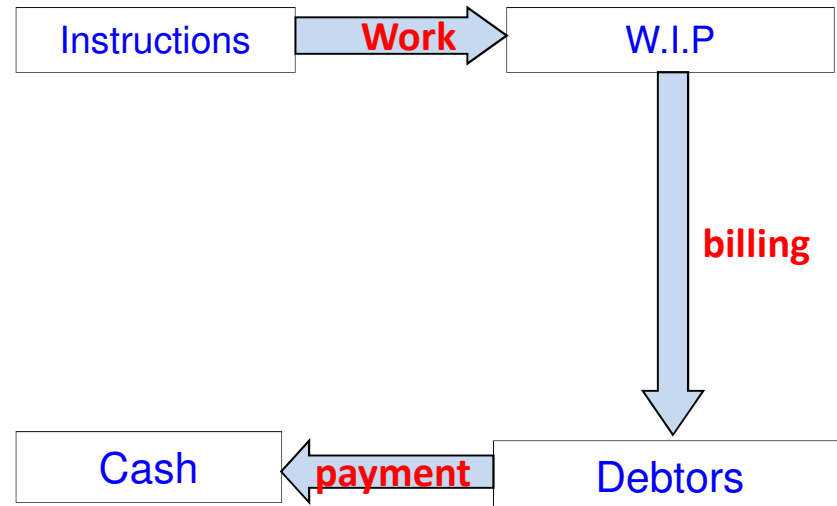 Instructions
Work
W.I.P
billing
Cash
payment
Debtors